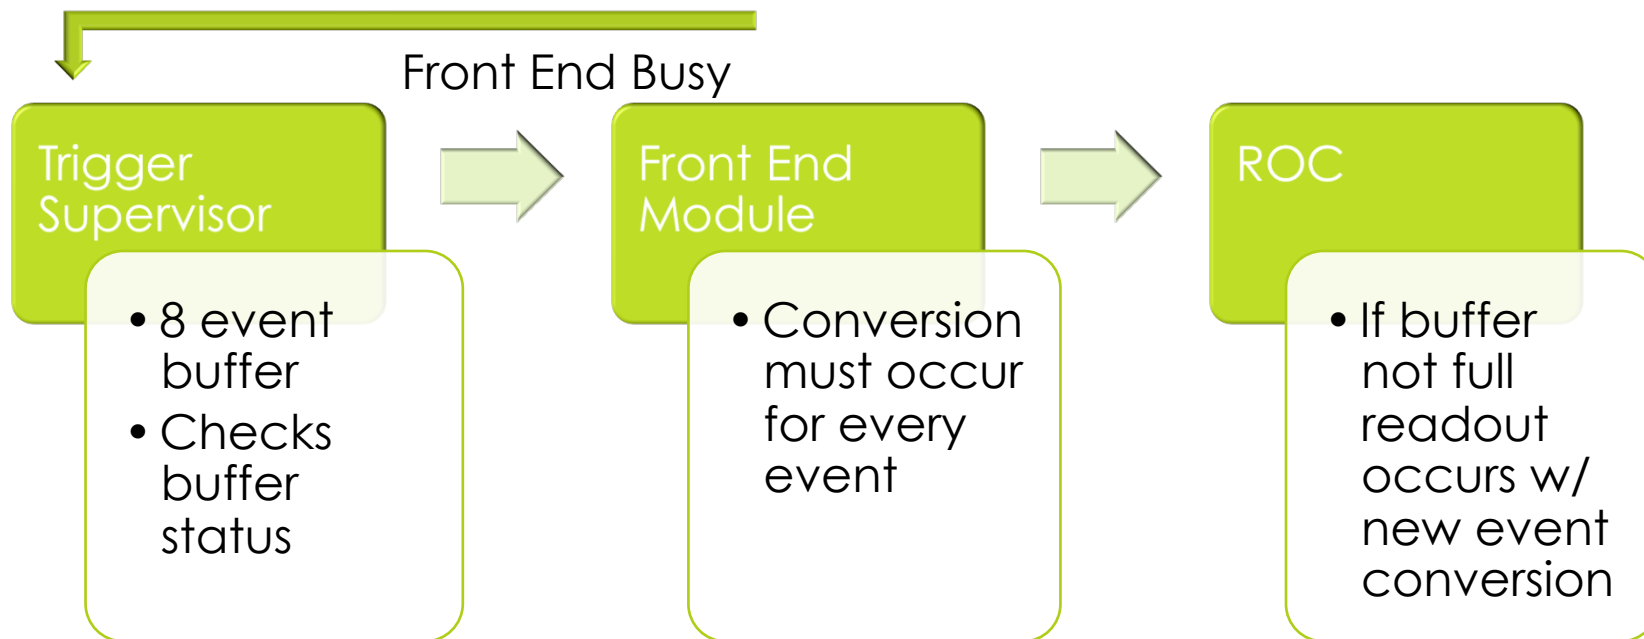 Front End Busy
Trigger
Supervisor
• 8 event
buffer
• Checks
buffer
status
Front End
Module
• Conversion
must occur
for every
event
ROC
• If buffer
not full
readout
occurs w/
new event
conversion